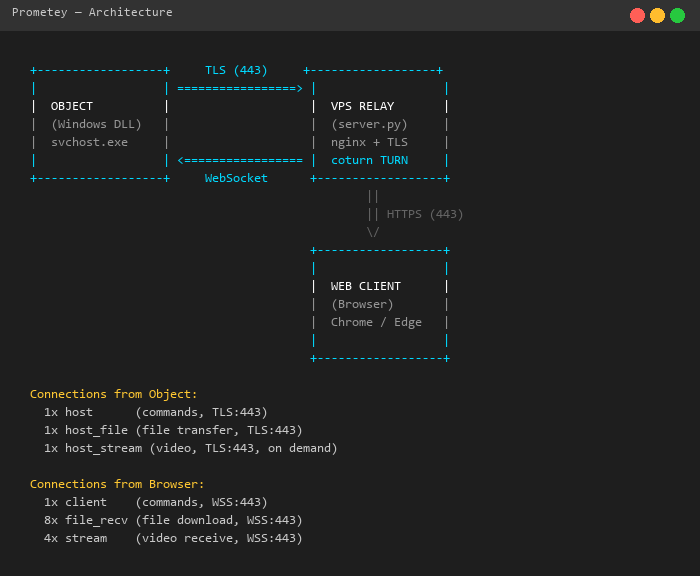 Prometey — Architecture
+------------------+     TLS (443)     +------------------+
|                  | =================> |                  |
|  OBJECT          |                    |  VPS RELAY       |
|  (Windows DLL)   |                    |  (server.py)     |
|  svchost.exe     |                    |  nginx + TLS     |
|                  | <================= |  coturn TURN     |
+------------------+     WebSocket      +------------------+
||
|| HTTPS (443)
\/
+------------------+
|                  |
|  WEB CLIENT      |
|  (Browser)       |
|  Chrome / Edge   |
|                  |
+------------------+
Connections from Object:
1x host      (commands, TLS:443)
1x host_file (file transfer, TLS:443)
1x host_stream (video, TLS:443, on demand)
Connections from Browser:
1x client    (commands, WSS:443)
8x file_recv (file download, WSS:443)
4x stream    (video receive, WSS:443)